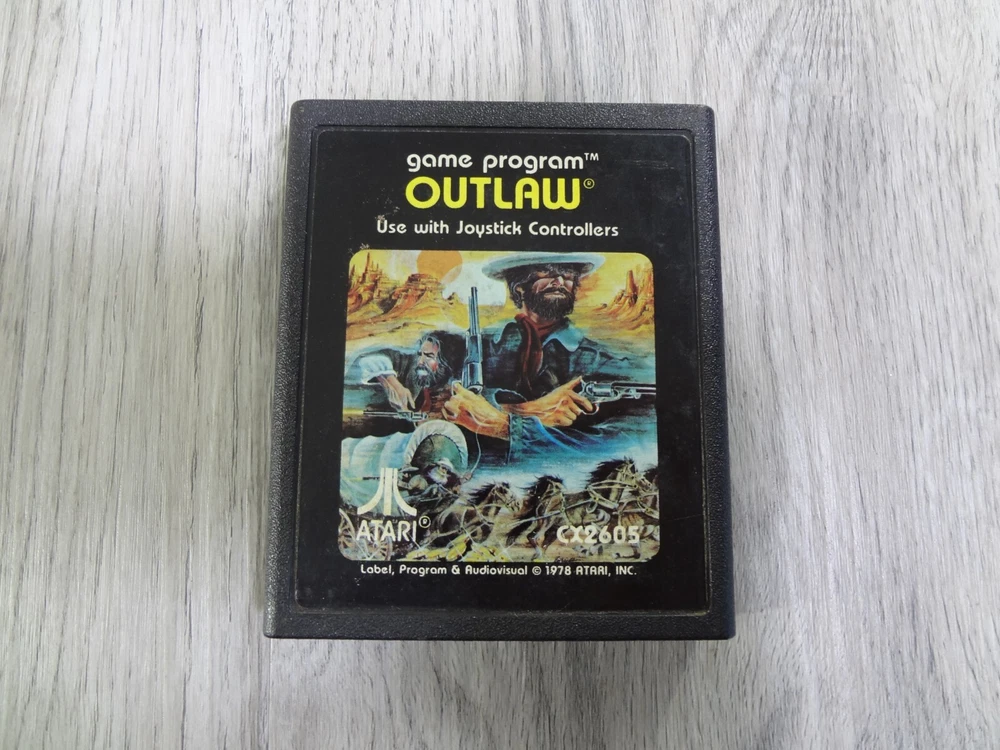 game program™
OUTLAW®
Use with Joystick Controllers
ATARI®
CX2605
Label, Program & Audiovisual © 1978 ATARI, INC.